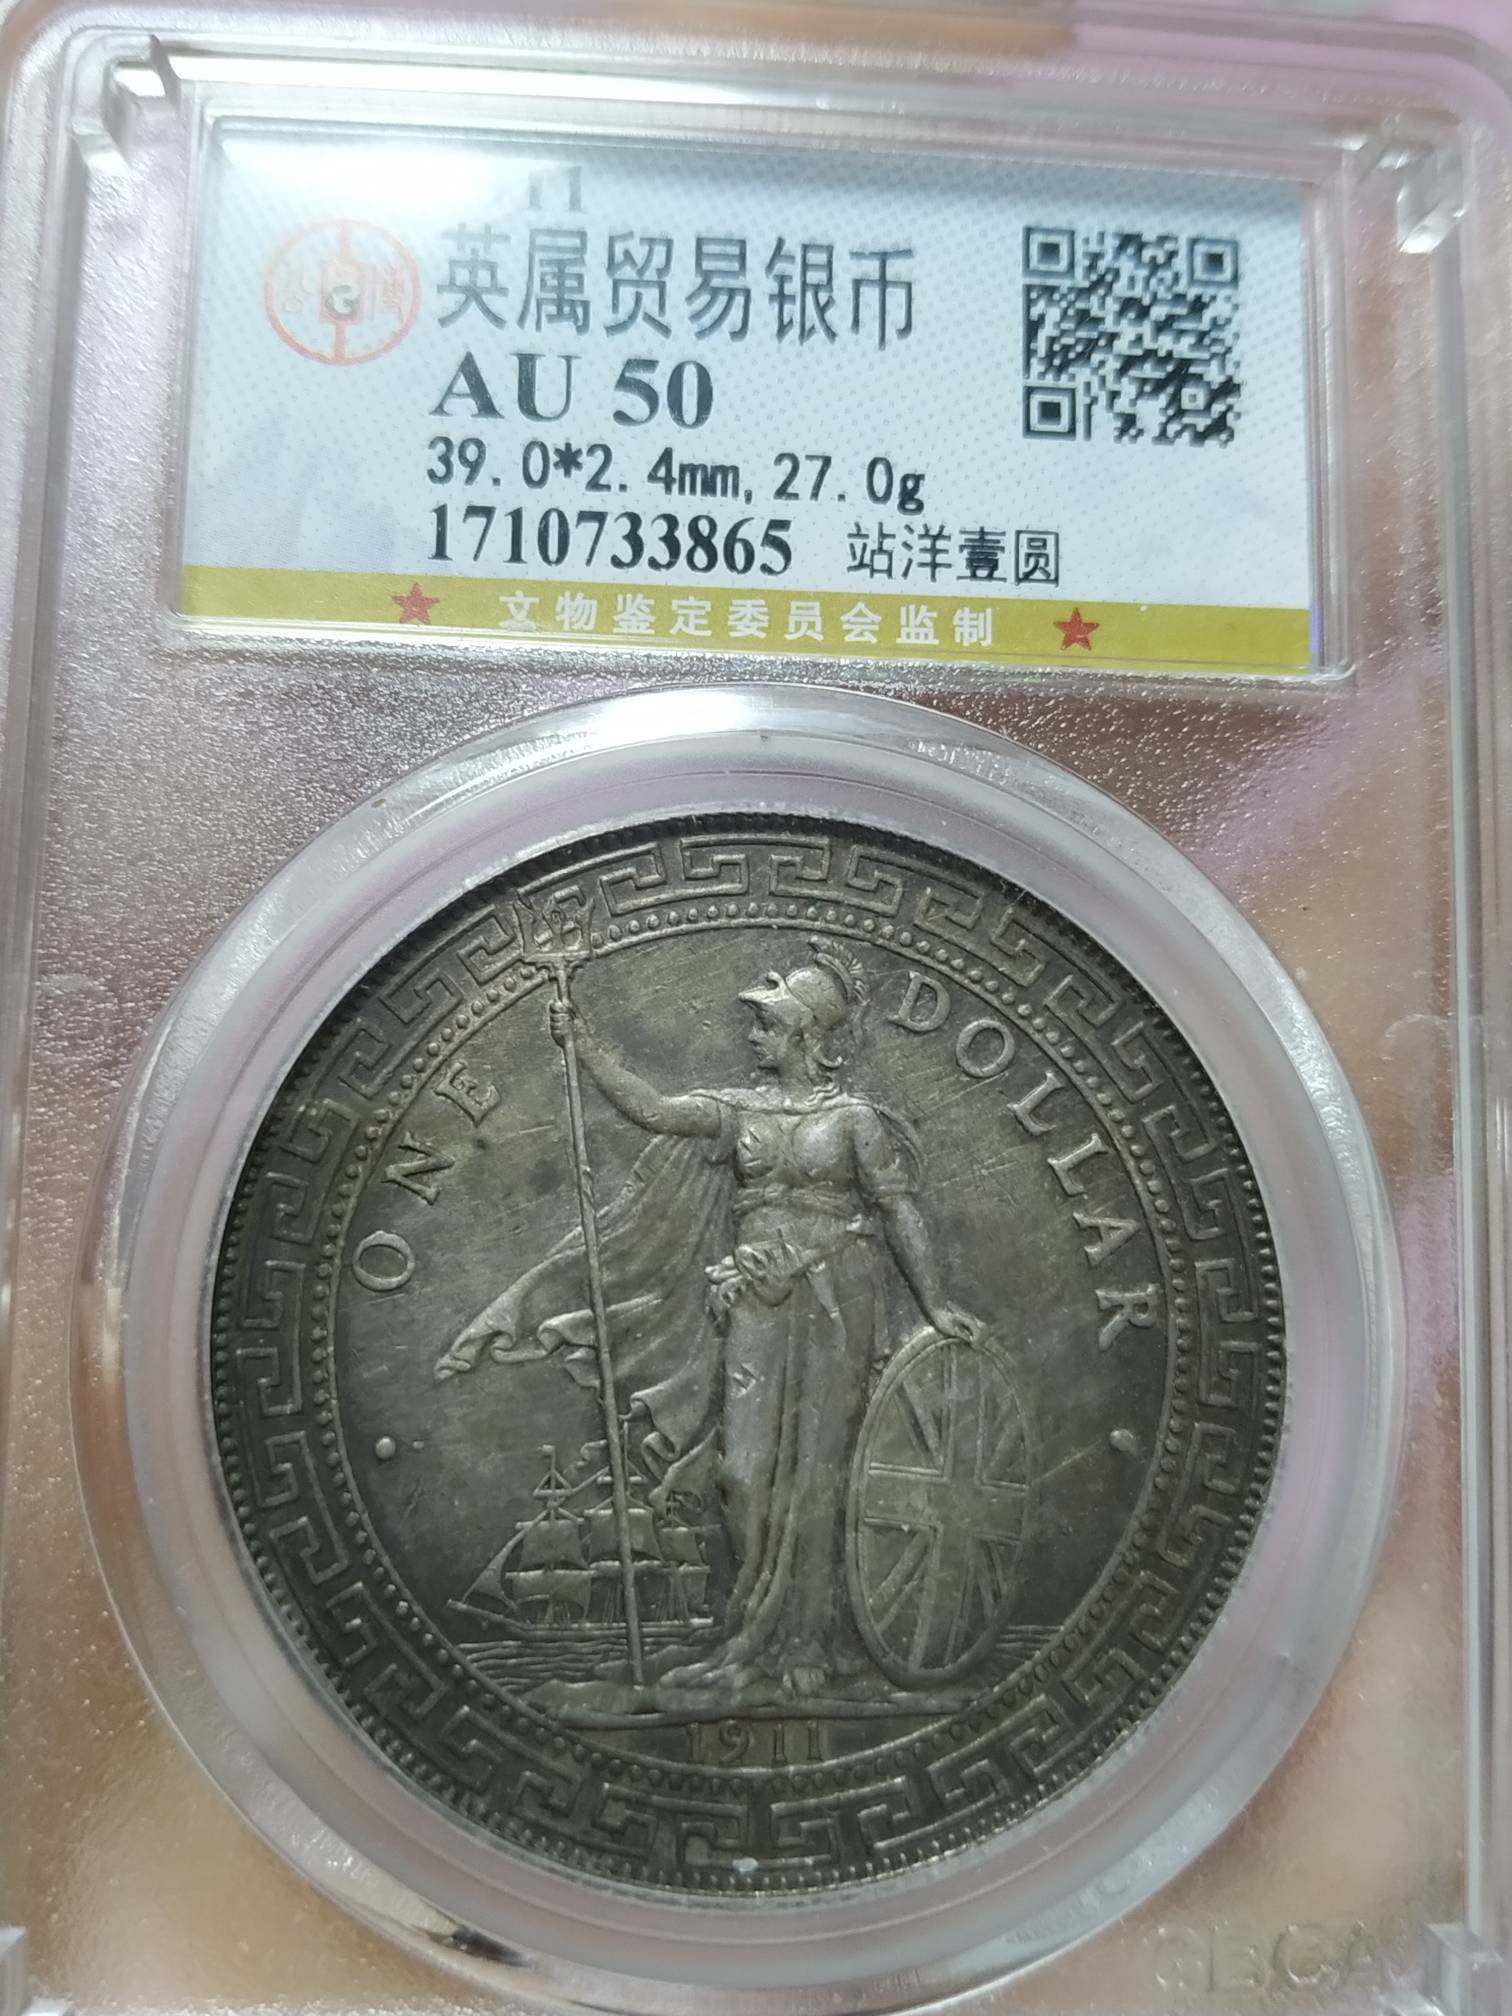 11
英属贸易银币
G
AU 50
39.0*2.4mm,27.0g
1710733865 站洋壹圆
★ 文物鉴定委员会监制 ★
ONE DOLLAR
1911